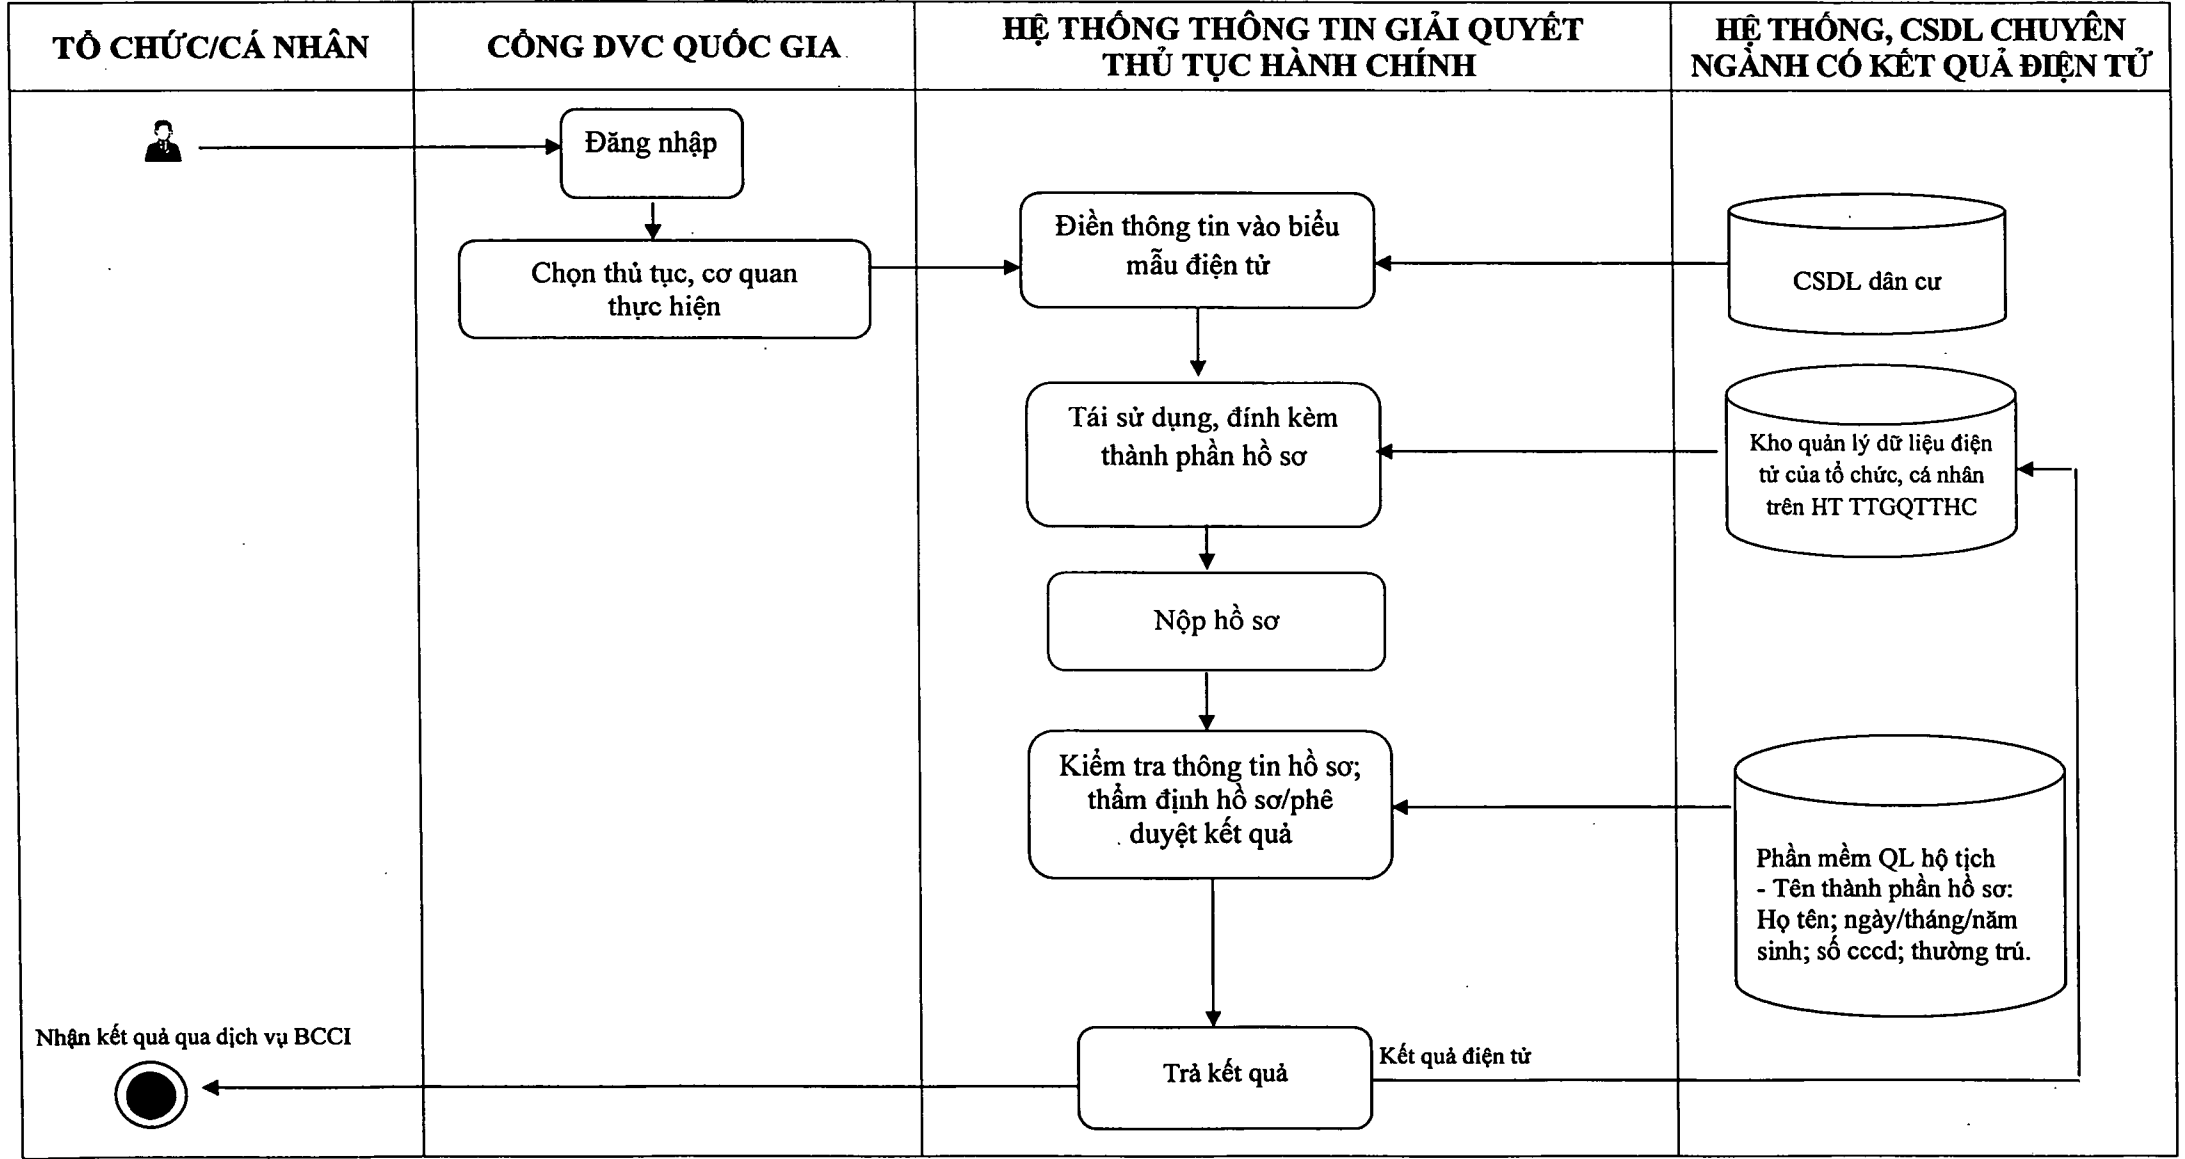 TỔ CHỨC/CÁ NHÂN
CỔNG DVC QUỐC GIA
HỆ THỐNG THÔNG TIN GIẢI QUYẾT
THỦ TỤC HÀNH CHÍNH
HỆ THỐNG, CSDL CHUYÊN
NGÀNH CÓ KẾT QUẢ ĐIỆN TỬ
Đăng nhập
Chọn thủ tục, cơ quan
thực hiện
Điền thông tin vào biểu
mẫu điện tử
CSDL dân cư
Tái sử dụng, đính kèm
thành phần hồ sơ
Kho quản lý dữ liệu điện
tử của tổ chức, cá nhân
trên HT TTGQTTHC
Nộp hồ sơ
Kiểm tra thông tin hồ sơ;
thẩm định hồ sơ/phê
duyệt kết quả
Phần mềm QL hộ tịch
- Tên thành phần hồ sơ:
Họ tên; ngày/tháng/năm
sinh; số cccd; thường trú.
Nhận kết quả qua dịch vụ BCCI
Trả kết quả
Kết quả điện tử